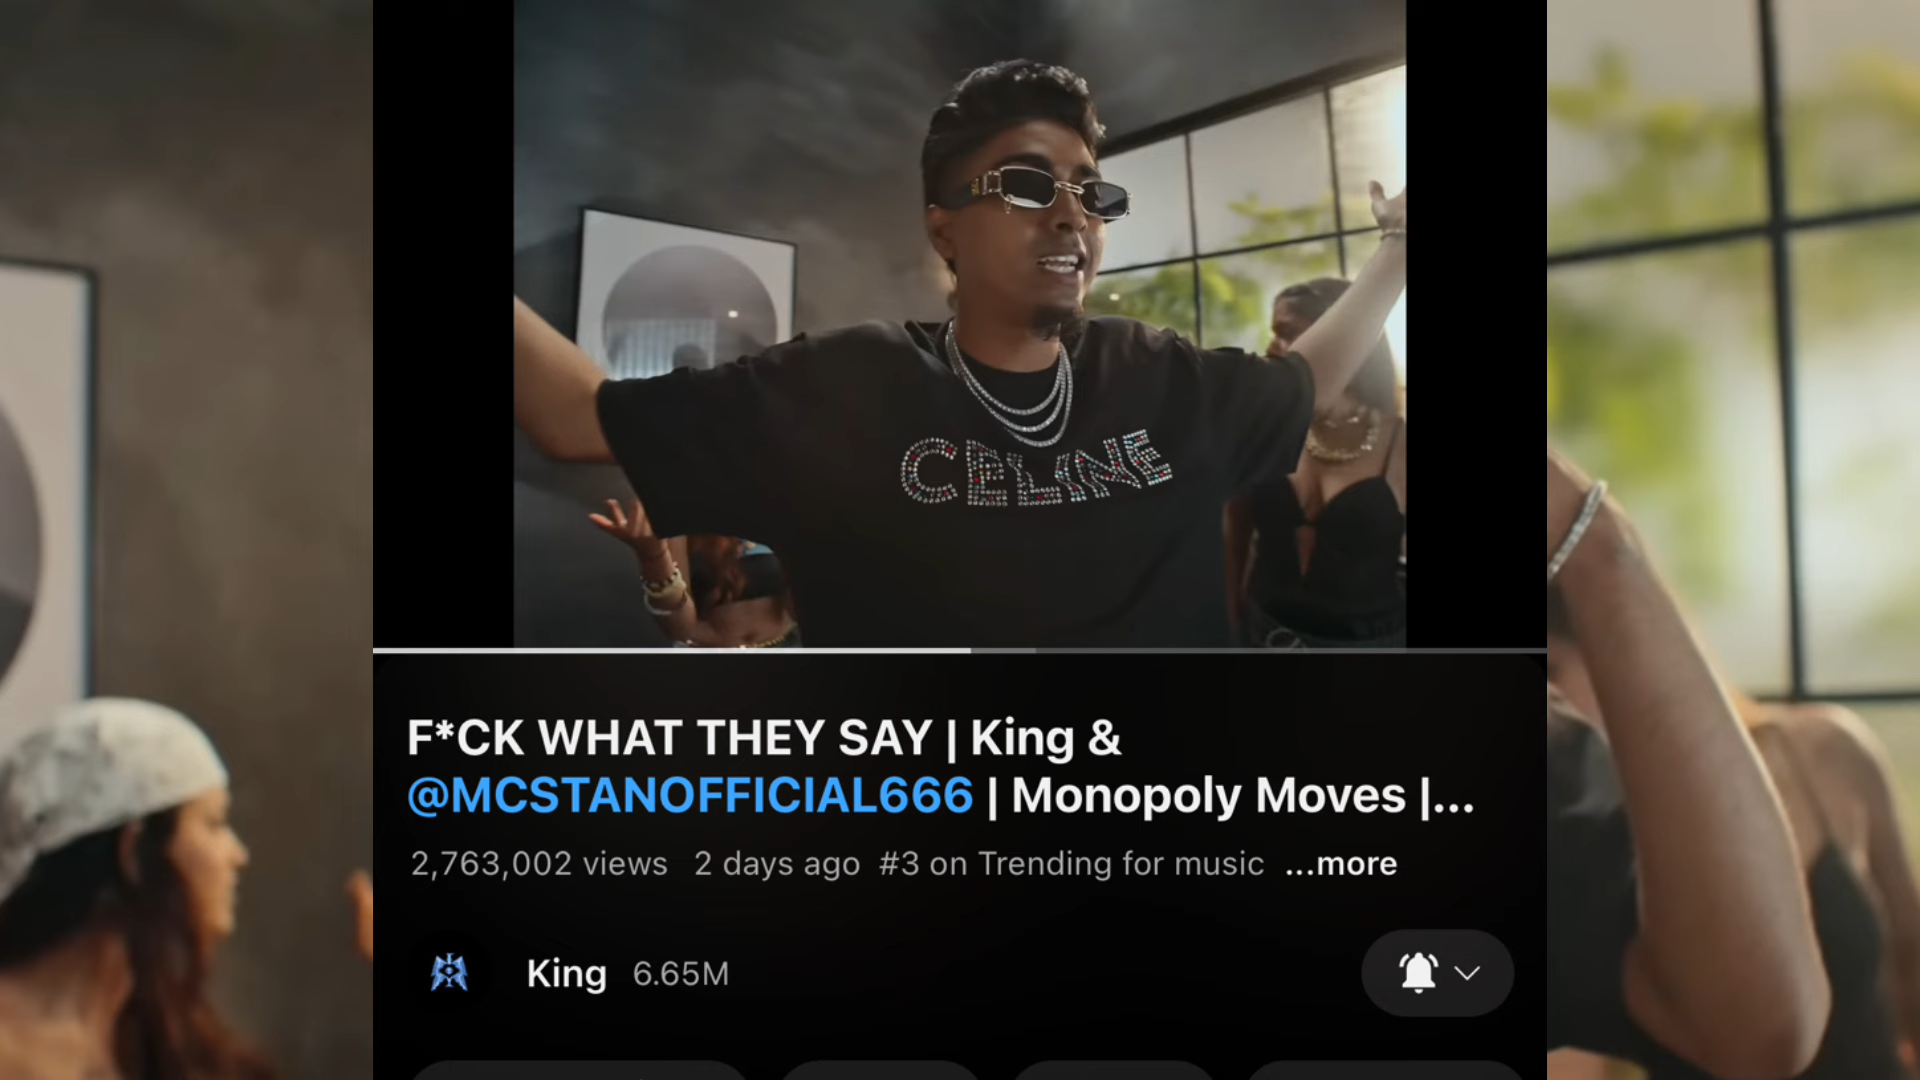 CELINE
F*CK WHAT THEY SAY | King &
@MCSTANOFFICIAL666 | Monopoly Moves |...
2,763,002 views 2 days ago #3 on Trending for music ...more
King 6.65M